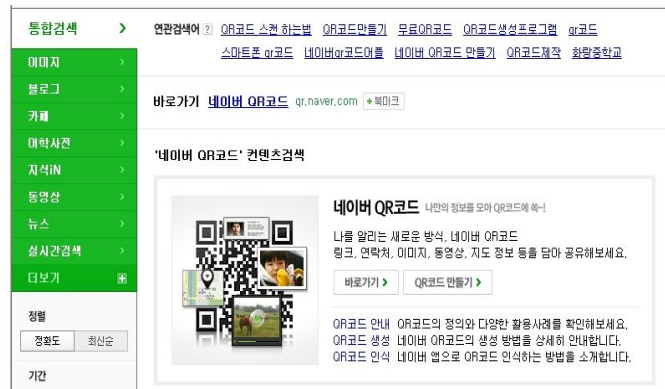 통합검색
이미지
블로그
카페
어학사전
지식iN
동영상
뉴스
실시간검색
더보기
정렬
정확도 최신순
기간
연관검색어 ? QR코드 스캔 하는법 QR코드만들기 무료QR코드 QR코드생성프로그램 qr코드
스마트폰 qr코드 네이버qr코드어플 네이버 QR코드 만들기 QR코드제작 화랑중학교
바로가기 네이버 QR코드 qr.naver.com +북마크
'네이버 QR코드' 컨텐츠검색
네이버 QR코드 나만의 정보를 모아 QR코드에 쏙~!
나를 알리는 새로운 방식, 네이버 QR코드
링크, 연락처, 이미지, 동영상, 지도 정보 등을 담아 공유해보세요.
바로가기 QR코드 만들기
QR코드 안내 QR코드의 정의와 다양한 활용사례를 확인해보세요.
QR코드 생성 네이버 QR코드의 생성 방법을 상세히 안내합니다.
QR코드 인식 네이버 앱으로 QR코드 인식하는 방법을 소개합니다.